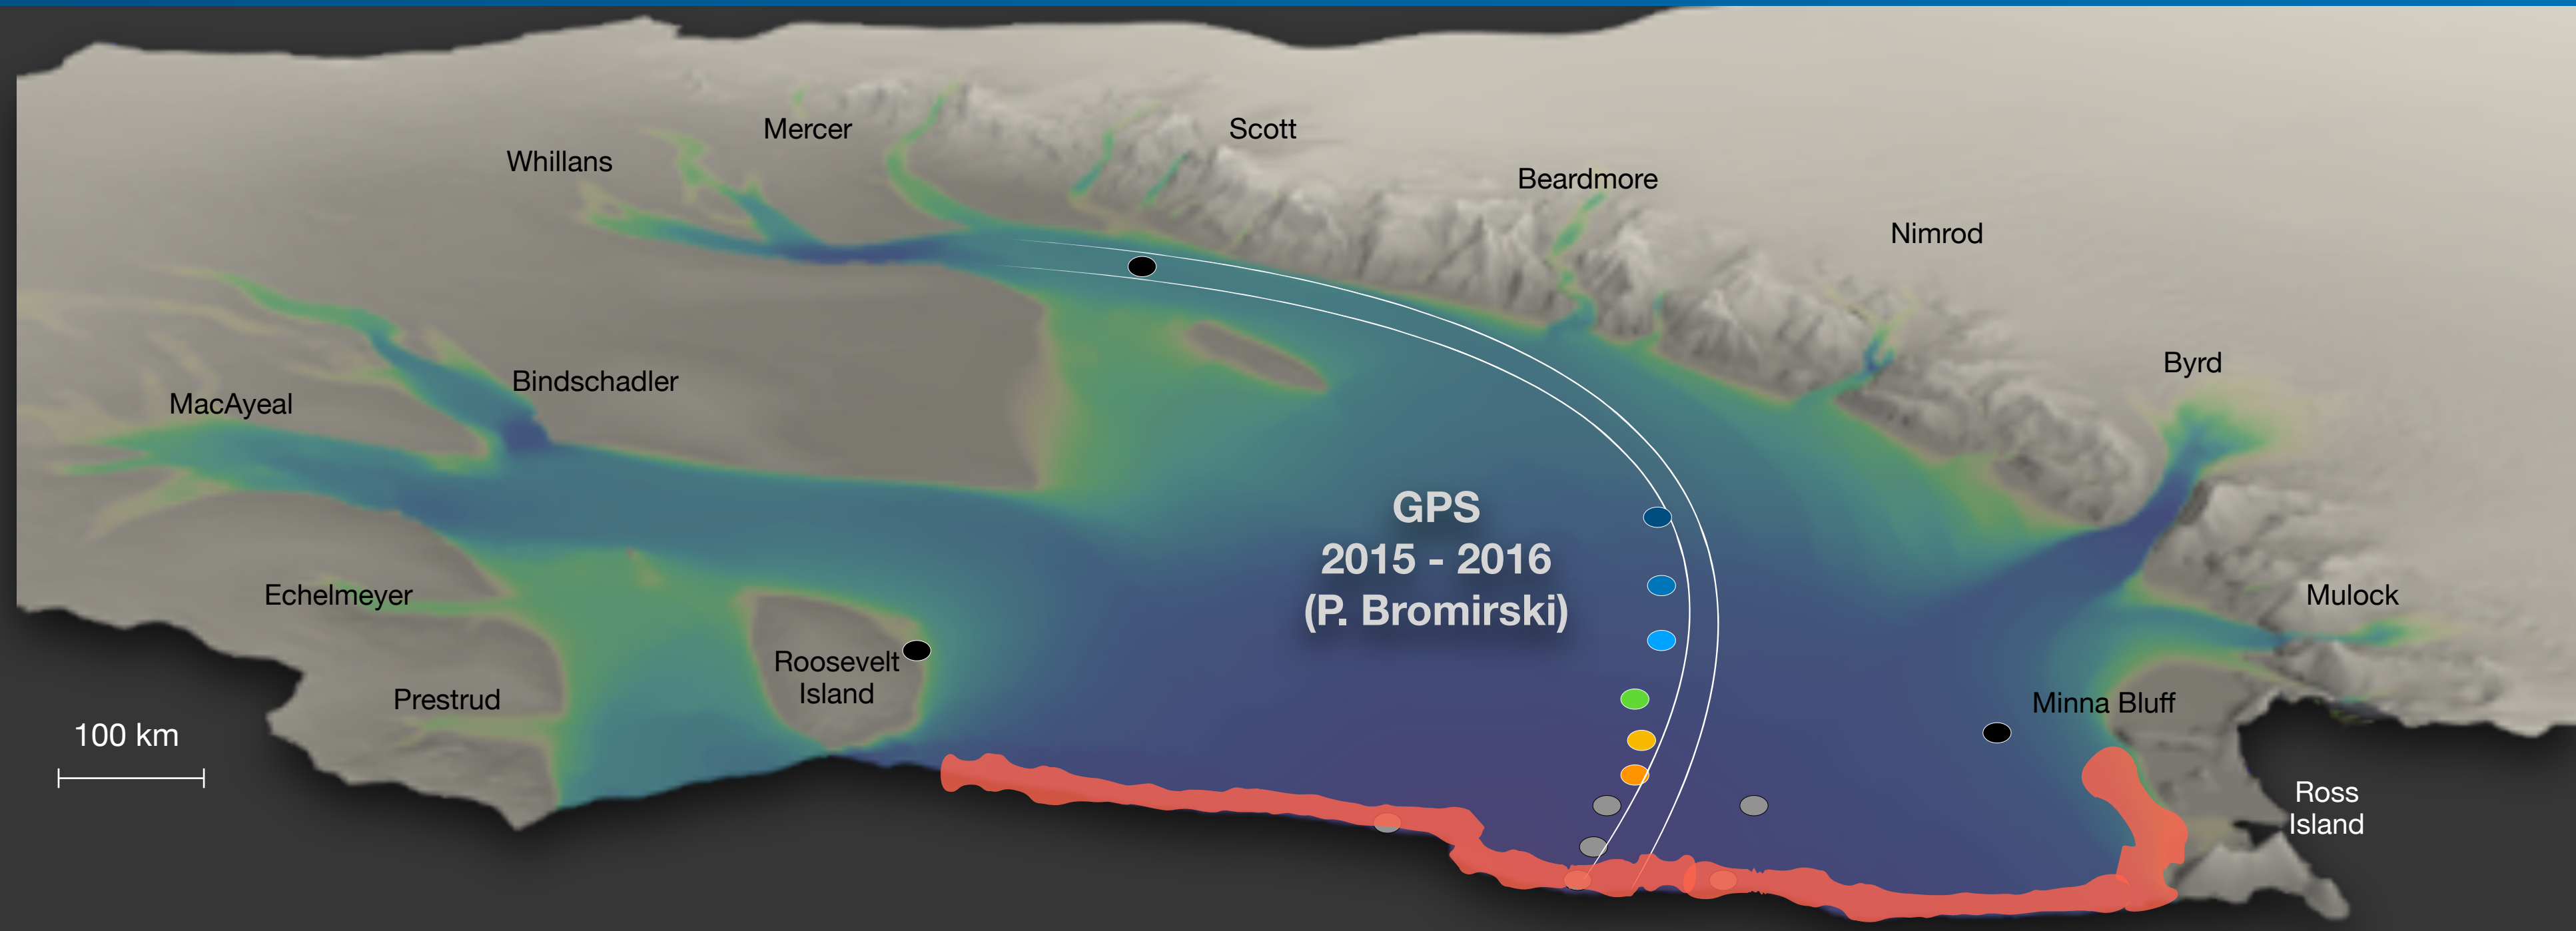 Mercer
Scott
Whillans
Beardmore
Nimrod
Byrd
Bindschadler
MacAyeal
GPS
2015 - 2016
(P. Bromirski)
Echelmeyer
Mulock
Roosevelt
Island
Prestrud
Minna Bluff
100 km
Ross
Island